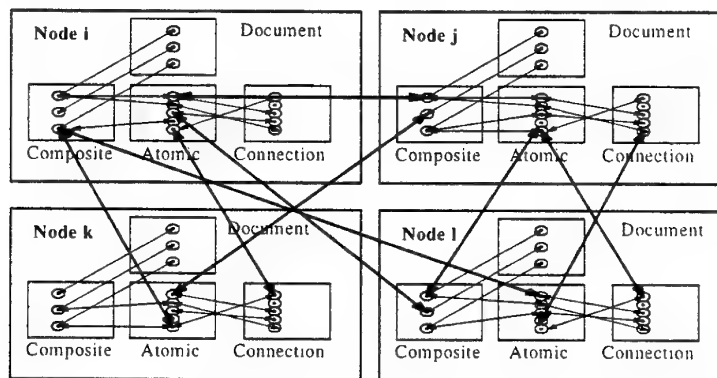 Node i Document
Composite Atomic Connection
Node j Document
Composite Atomic Connection
Node k Document
Composite Atomic Connection
Node l Document
Composite Atomic Connection